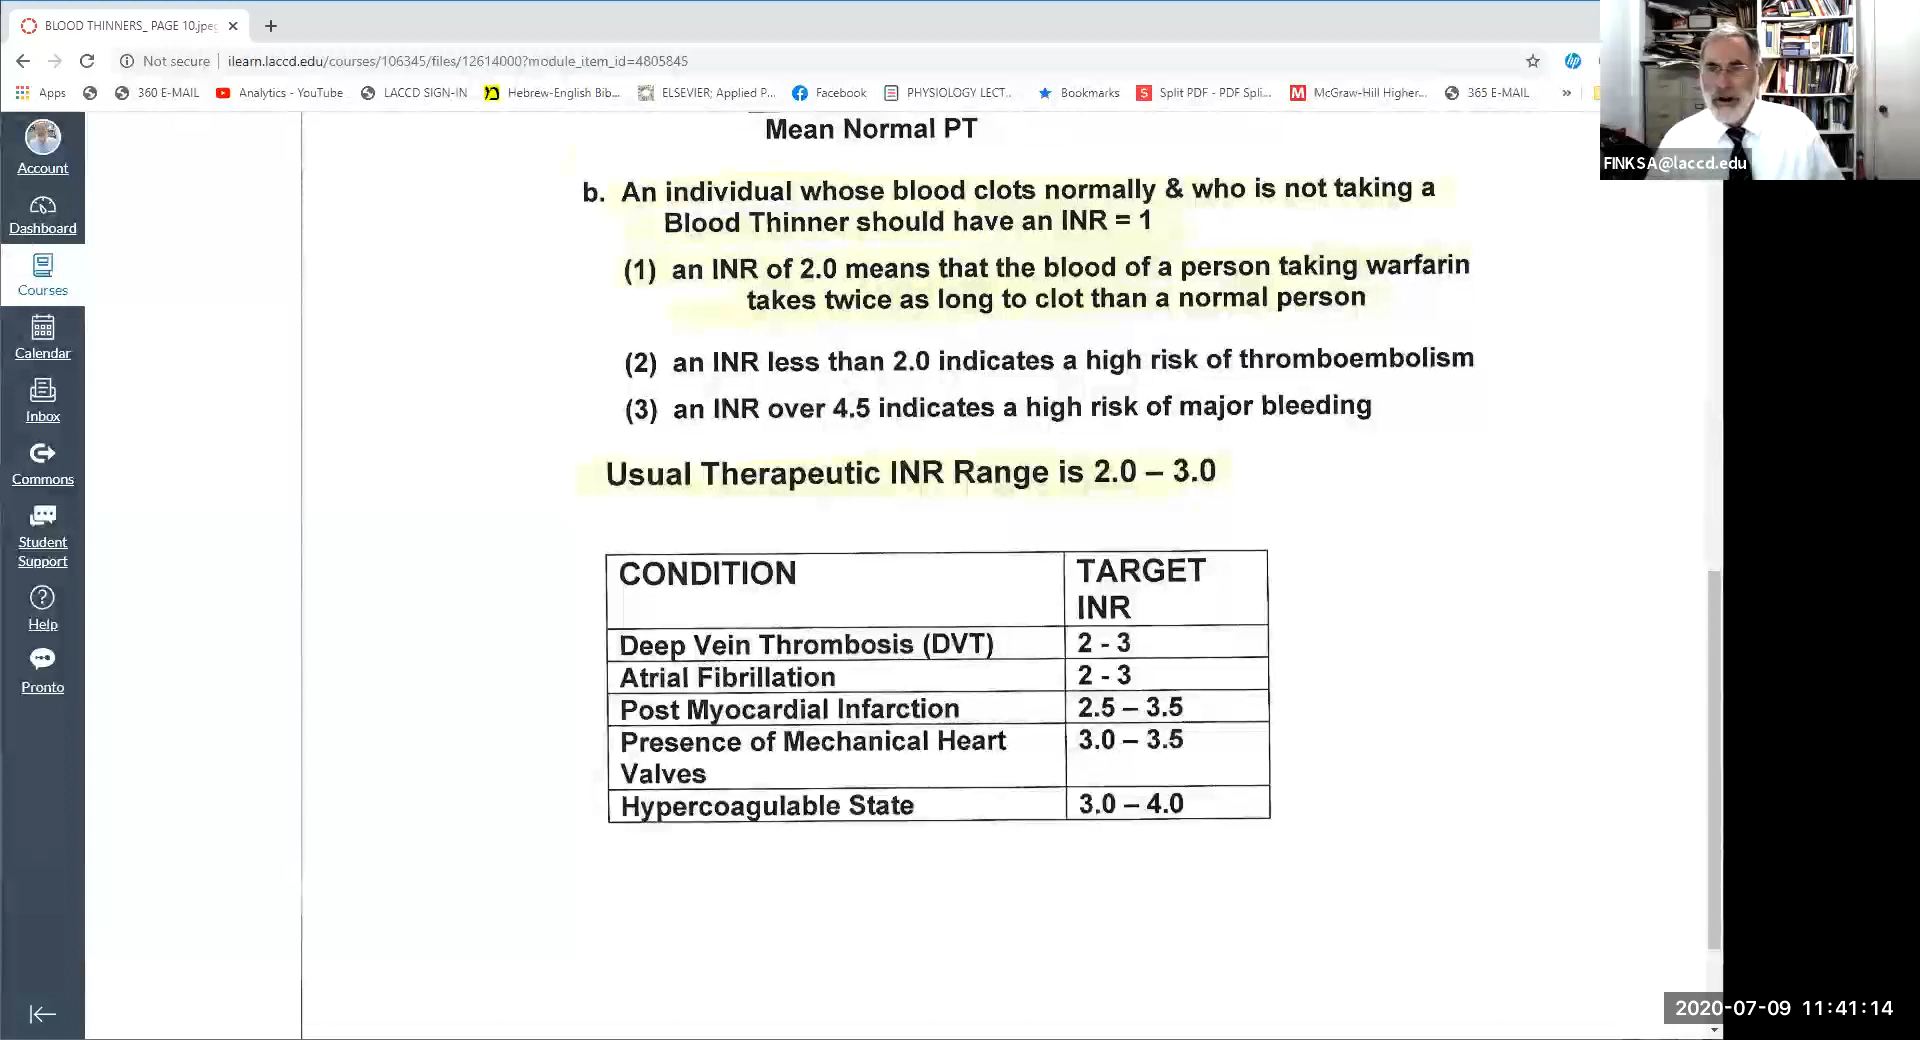 BLOOD THINNERS_ PAGE 10.jpeg
Not secure
ilearn.laccd.edu/courses/106345/files/12614000?module_item_id=4805845
Apps
360 E-MAIL
Analytics - YouTube
LACCD SIGN-IN
Hebrew-English Bib...
ELSEVIER; Applied P...
Facebook
PHYSIOLOGY LECT...
Bookmarks
Split PDF - PDF Spli...
McGraw-Hill Higher...
365 E-MAIL
»
FINKSA@laccd.edu
Account
Dashboard
Courses
Calendar
Inbox
Commons
Student
Support
Help
Pronto
Mean Normal PT
b. An individual whose blood clots normally & who is not taking a
Blood Thinner should have an INR = 1
(1) an INR of 2.0 means that the blood of a person taking warfarin
takes twice as long to clot than a normal person
(2) an INR less than 2.0 indicates a high risk of thromboembolism
(3) an INR over 4.5 indicates a high risk of major bleeding
Usual Therapeutic INR Range is 2.0 – 3.0
CONDITION TARGET
INR
Deep Vein Thrombosis (DVT) 2 - 3
Atrial Fibrillation 2 - 3
Post Myocardial Infarction 2.5 – 3.5
Presence of Mechanical Heart 3.0 – 3.5
Valves
Hypercoagulable State 3.0 – 4.0
2020-07-09 11:41:14